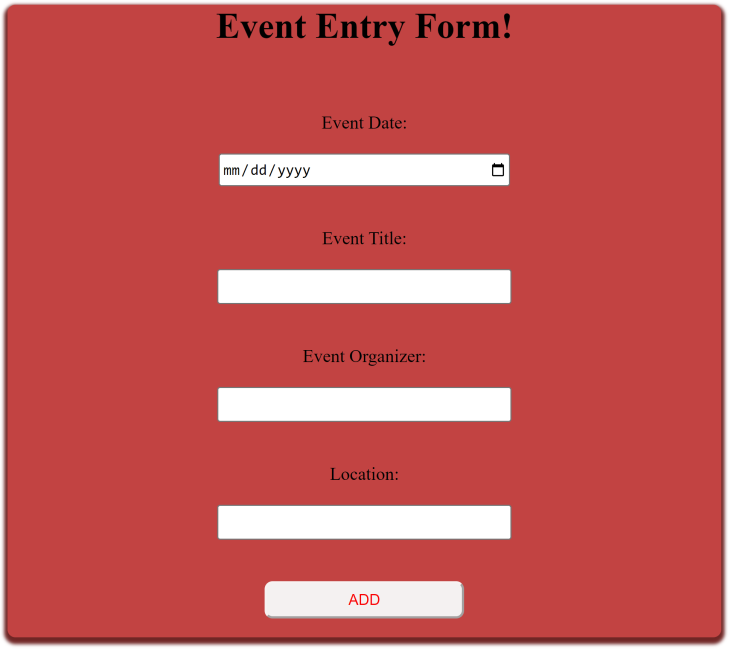 Event Entry Form!
Event Date:
mm/dd/yyyy
Event Title:
Event Organizer:
Location:
ADD